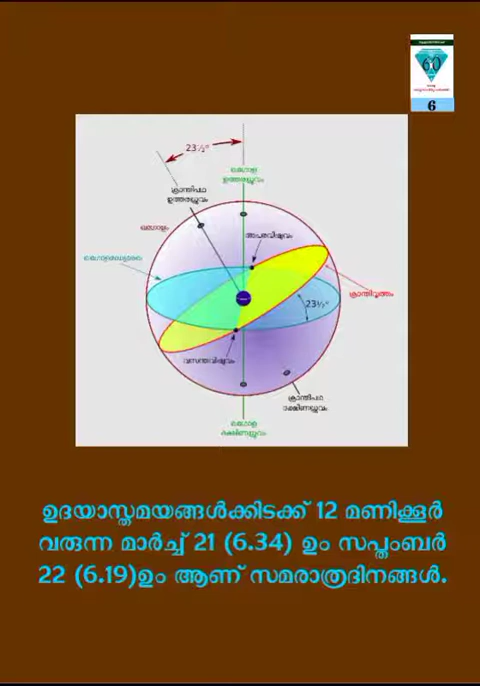 60
6
23½°
ഖഗോള
ഉത്തരധ്രുവം
ക്രാന്തിപഥ
ഉത്തരധ്രുവം
ഖഗോളം
അപരവിഷുവം
ഖഗോളമധ്യരേഖ
ക്രാന്തിവൃത്തം
23½°
വസന്തവിഷുവം
ക്രാന്തിപഥ
ദക്ഷിണധ്രുവം
ഖഗോള
ദക്ഷിണധ്രുവം
ഉദയാസ്തമയങ്ങൾക്കിടക്ക് 12 മണിക്കൂർ
വരുന്ന മാർച്ച് 21 (6.34) ഉം സപ്തംബർ
22 (6.19)ഉം ആണ് സമരാത്രദിനങ്ങൾ.